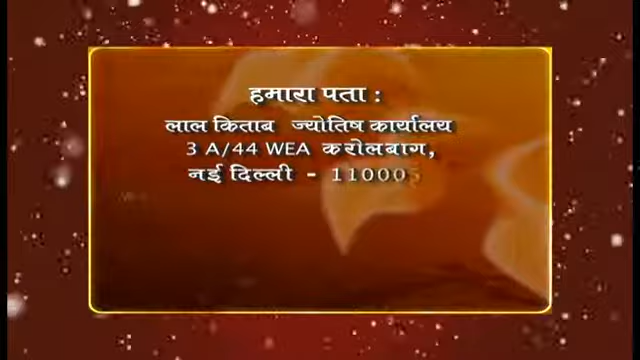 हमारा पता :
लाल किताब ज्योतिष कार्यालय
3 A/44 WEA करोलबाग,
नई दिल्ली - 110005